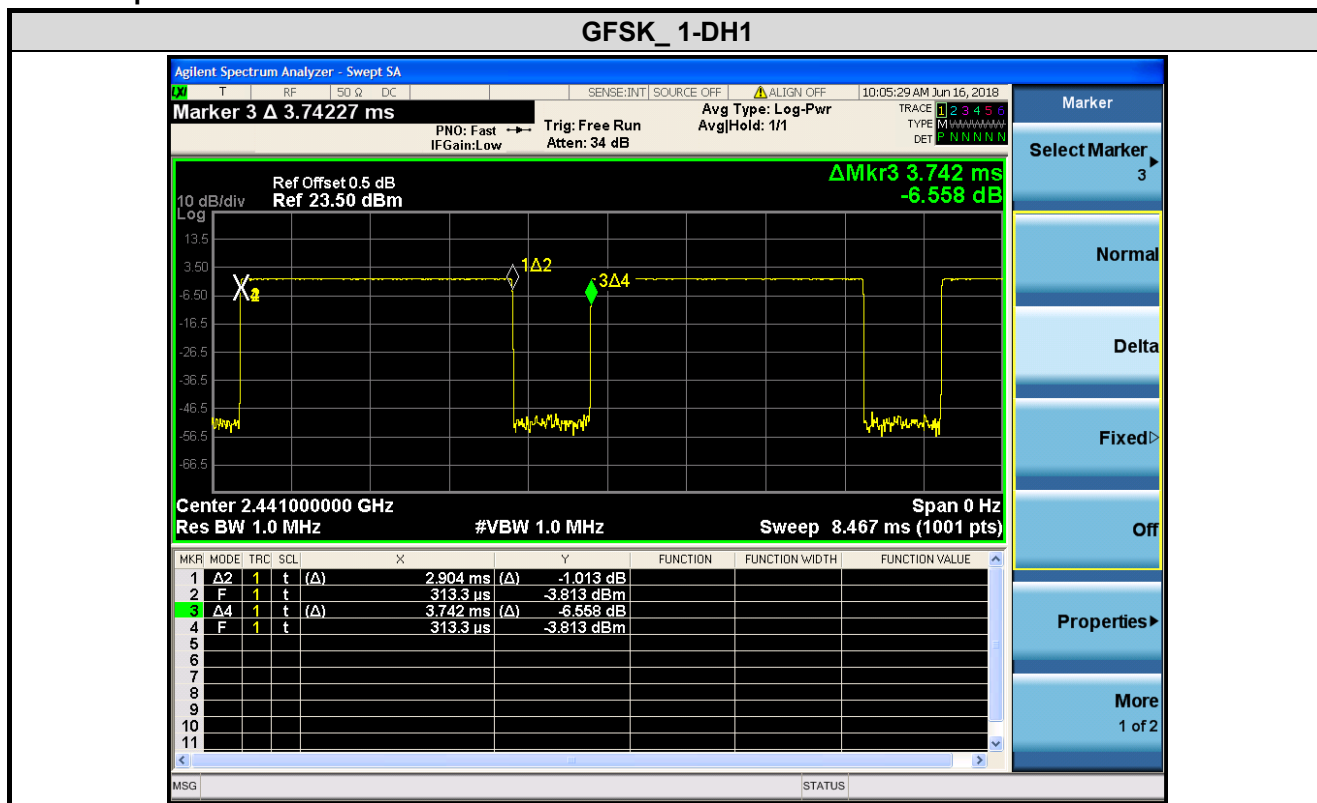 GFSK_ 1-DH1
Agilent Spectrum Analyzer - Swept SA
LXI T RF 50 Ω DC SENSE:INT SOURCE OFF ALIGN OFF 10:05:29 AM Jun 16, 2018
Marker 3 Δ 3.74227 ms
PNO: Fast
IFGain:Low
Trig: Free Run
Atten: 34 dB
Avg Type: Log-Pwr
Avg|Hold: 1/1
TRACE 1 2 3 4 5 6
TYPE M WWWWW
DET P N N N N N
ΔMkr3 3.742 ms
-6.558 dB
Ref Offset 0.5 dB
10 dB/div Ref 23.50 dBm
Log
13.5
3.50
-6.50
-16.5
-26.5
-36.5
-46.5
-56.5
-66.5
1Δ2
3Δ4
Center 2.441000000 GHz Span 0 Hz
Res BW 1.0 MHz #VBW 1.0 MHz Sweep 8.467 ms (1001 pts)
MKR MODE TRC SCL X Y FUNCTION FUNCTION WIDTH FUNCTION VALUE
1 Δ2 1 t (Δ) 2.904 ms (Δ) -1.013 dB
2 F 1 t 313.3 µs -3.813 dBm
3 Δ4 1 t (Δ) 3.742 ms (Δ) -6.558 dB
4 F 1 t 313.3 µs -3.813 dBm
5
6
7
8
9
10
11
MSG STATUS
Marker
Select Marker
3
Normal
Delta
Fixed
Off
Properties
More
1 of 2